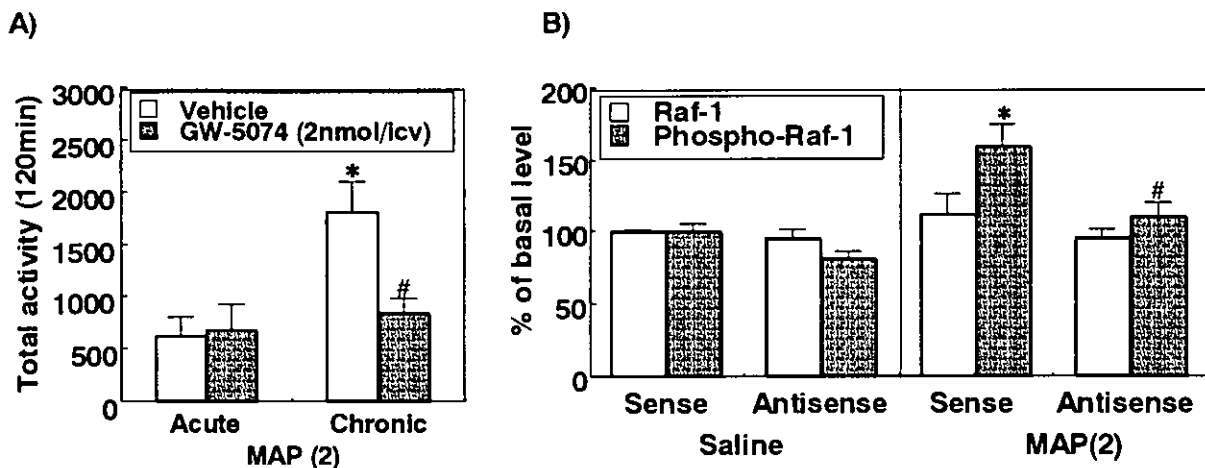 A)
Total activity (120min)
3000
2500
2000
1500
1000
500
0
Vehicle
GW-5074 (2nmol/icv)
*
#
Acute
Chronic
MAP (2)
B)
% of basal level
200
150
100
50
0
Raf-1
Phospho-Raf-1
*
#
Sense
Antisense
Sense
Antisense
Saline
MAP(2)